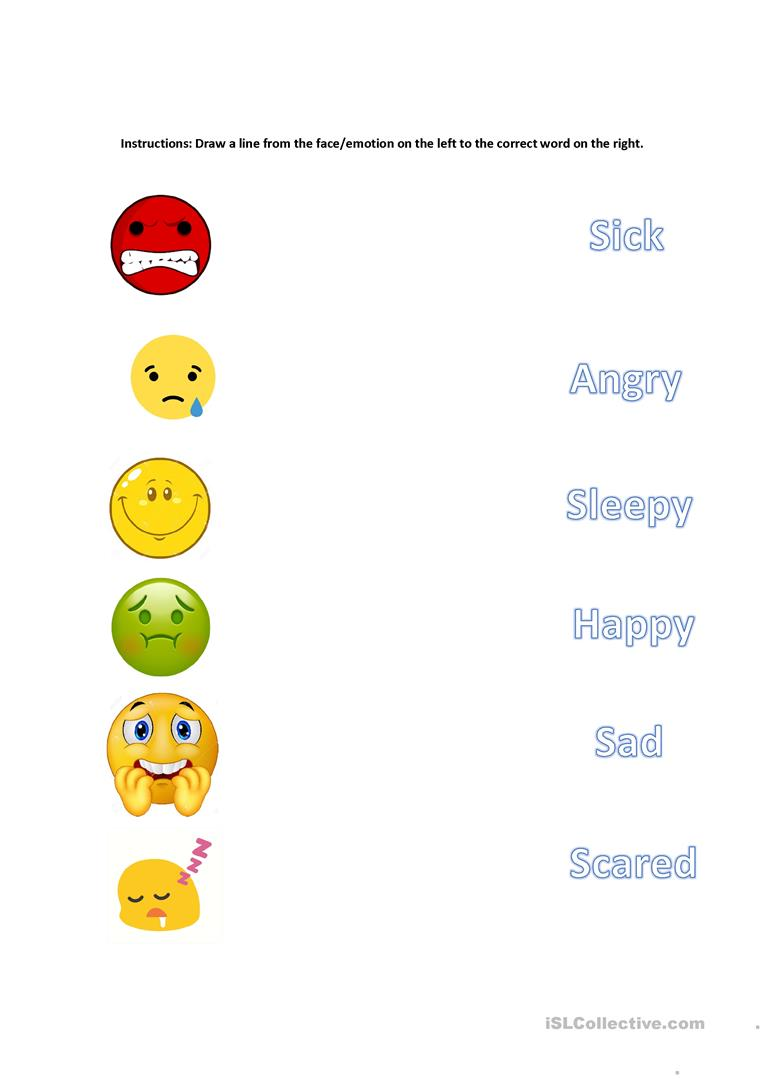 Instructions: Draw a line from the face/emotion on the left to the correct word on the right.
Sick
Angry
Sleepy
Happy
Sad
zzz
Scared
iSLCollective.com